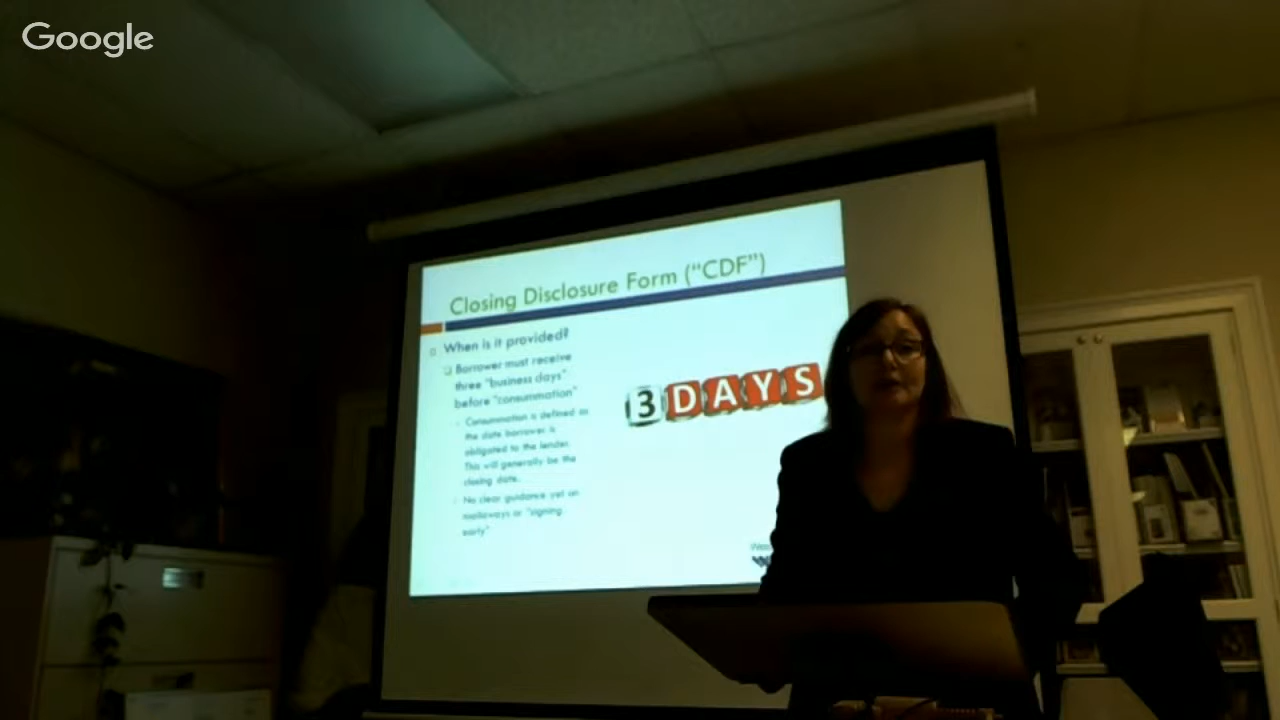 Google
Closing Disclosure Form ("CDF")
When is it provided?
Borrower must receive
three "business days"
before "consummation"
Consummation is defined as
the date borrower is
obligated to the lender.
This will generally be the
closing date.
No clear guidance yet on
mailaways or "signing
early"
3 DAYS